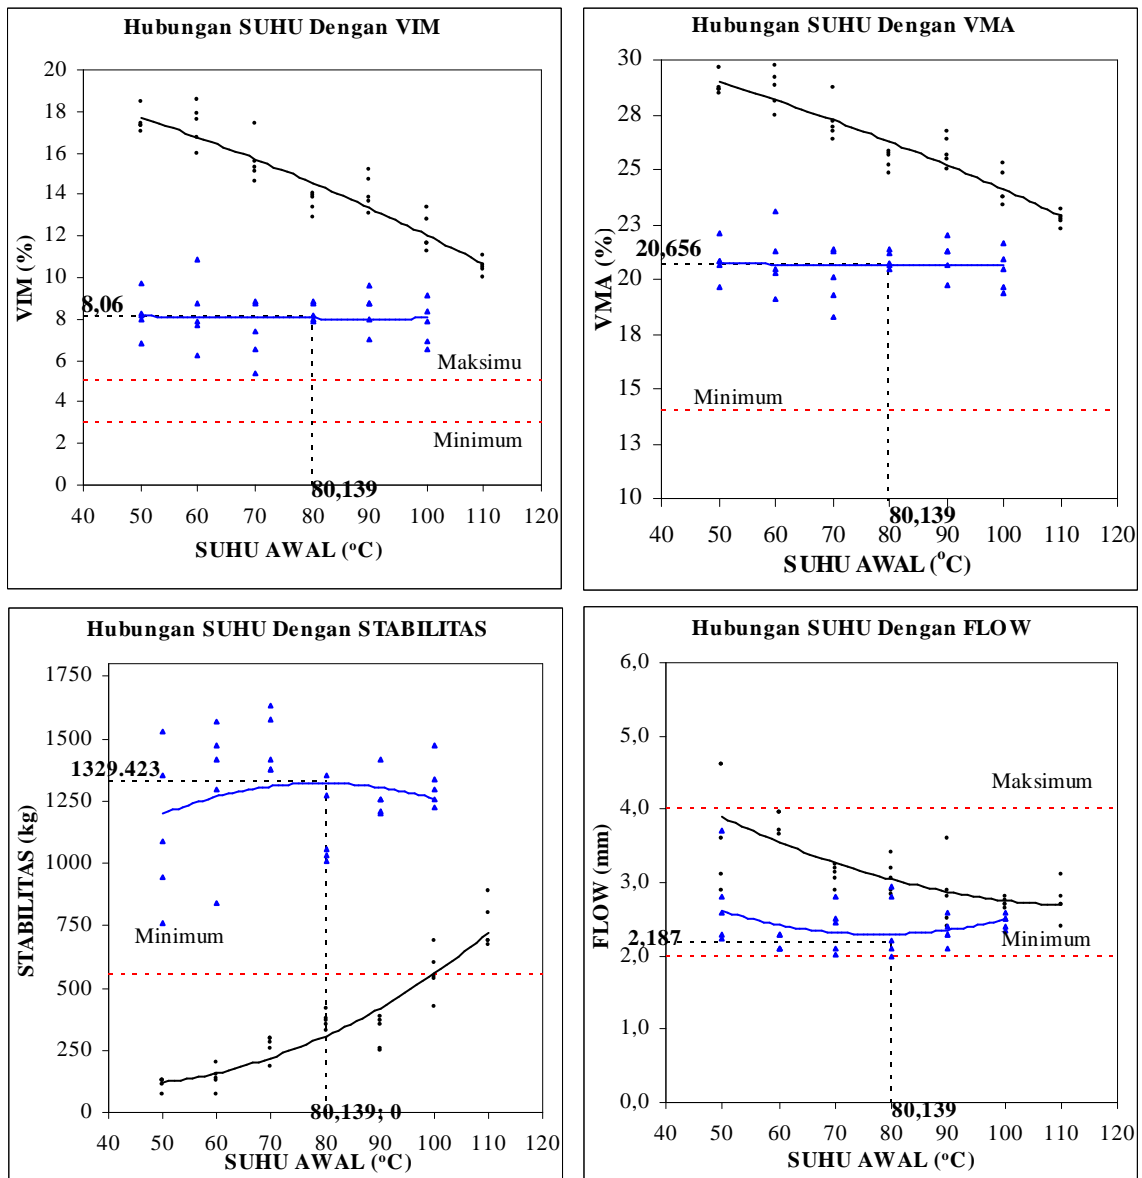 Hubungan SUHU Dengan VIM
VIM (%)
20
18
16
14
12
10
8
6
4
2
0
8,06
Maksimu
Minimum
80,139
40 50 60 70 80 90 100 110 120
SUHU AWAL (°C)
Hubungan SUHU Dengan VMA
VMA (%)
30
28
25
23
20
18
15
13
10
20,656
Minimum
80,139
40 50 60 70 80 90 100 110 120
SUHU AWAL (°C)
Hubungan SUHU Dengan STABILITAS
STABILITAS (kg)
1750
1500
1250
1000
750
500
250
0
1329.423
Minimum
80,139; 0
40 50 60 70 80 90 100 110 120
SUHU AWAL (°C)
Hubungan SUHU Dengan FLOW
FLOW (mm)
6,0
5,0
4,0
3,0
2,0
1,0
0,0
Maksimum
2,187
Minimum
80,139
40 50 60 70 80 90 100 110 120
SUHU AWAL (°C)